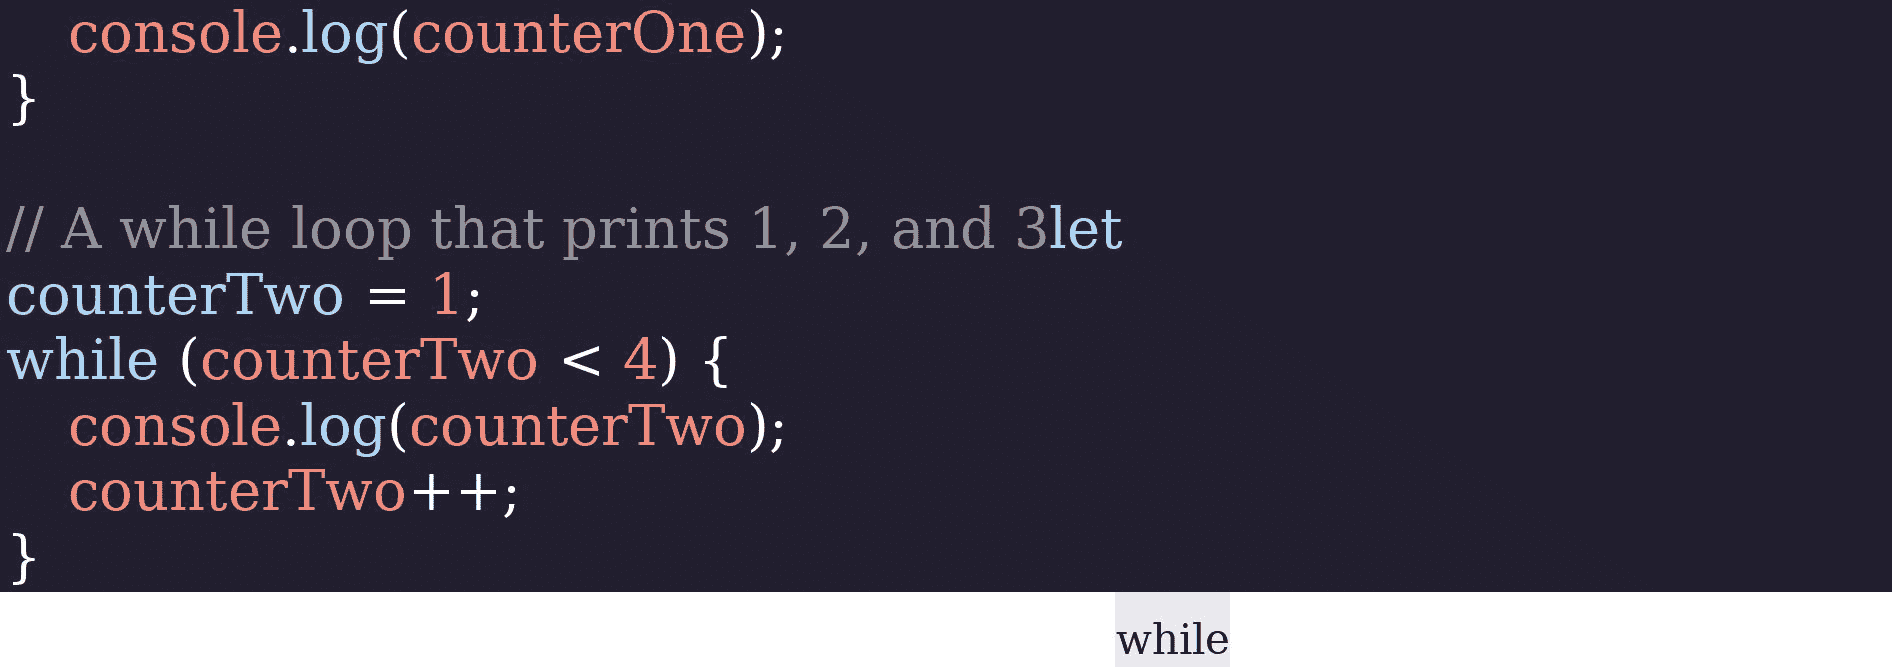 console.log(counterOne);
}
// A while loop that prints 1, 2, and 3let
counterTwo = 1;
while (counterTwo < 4) {
console.log(counterTwo);
counterTwo++;
}
while